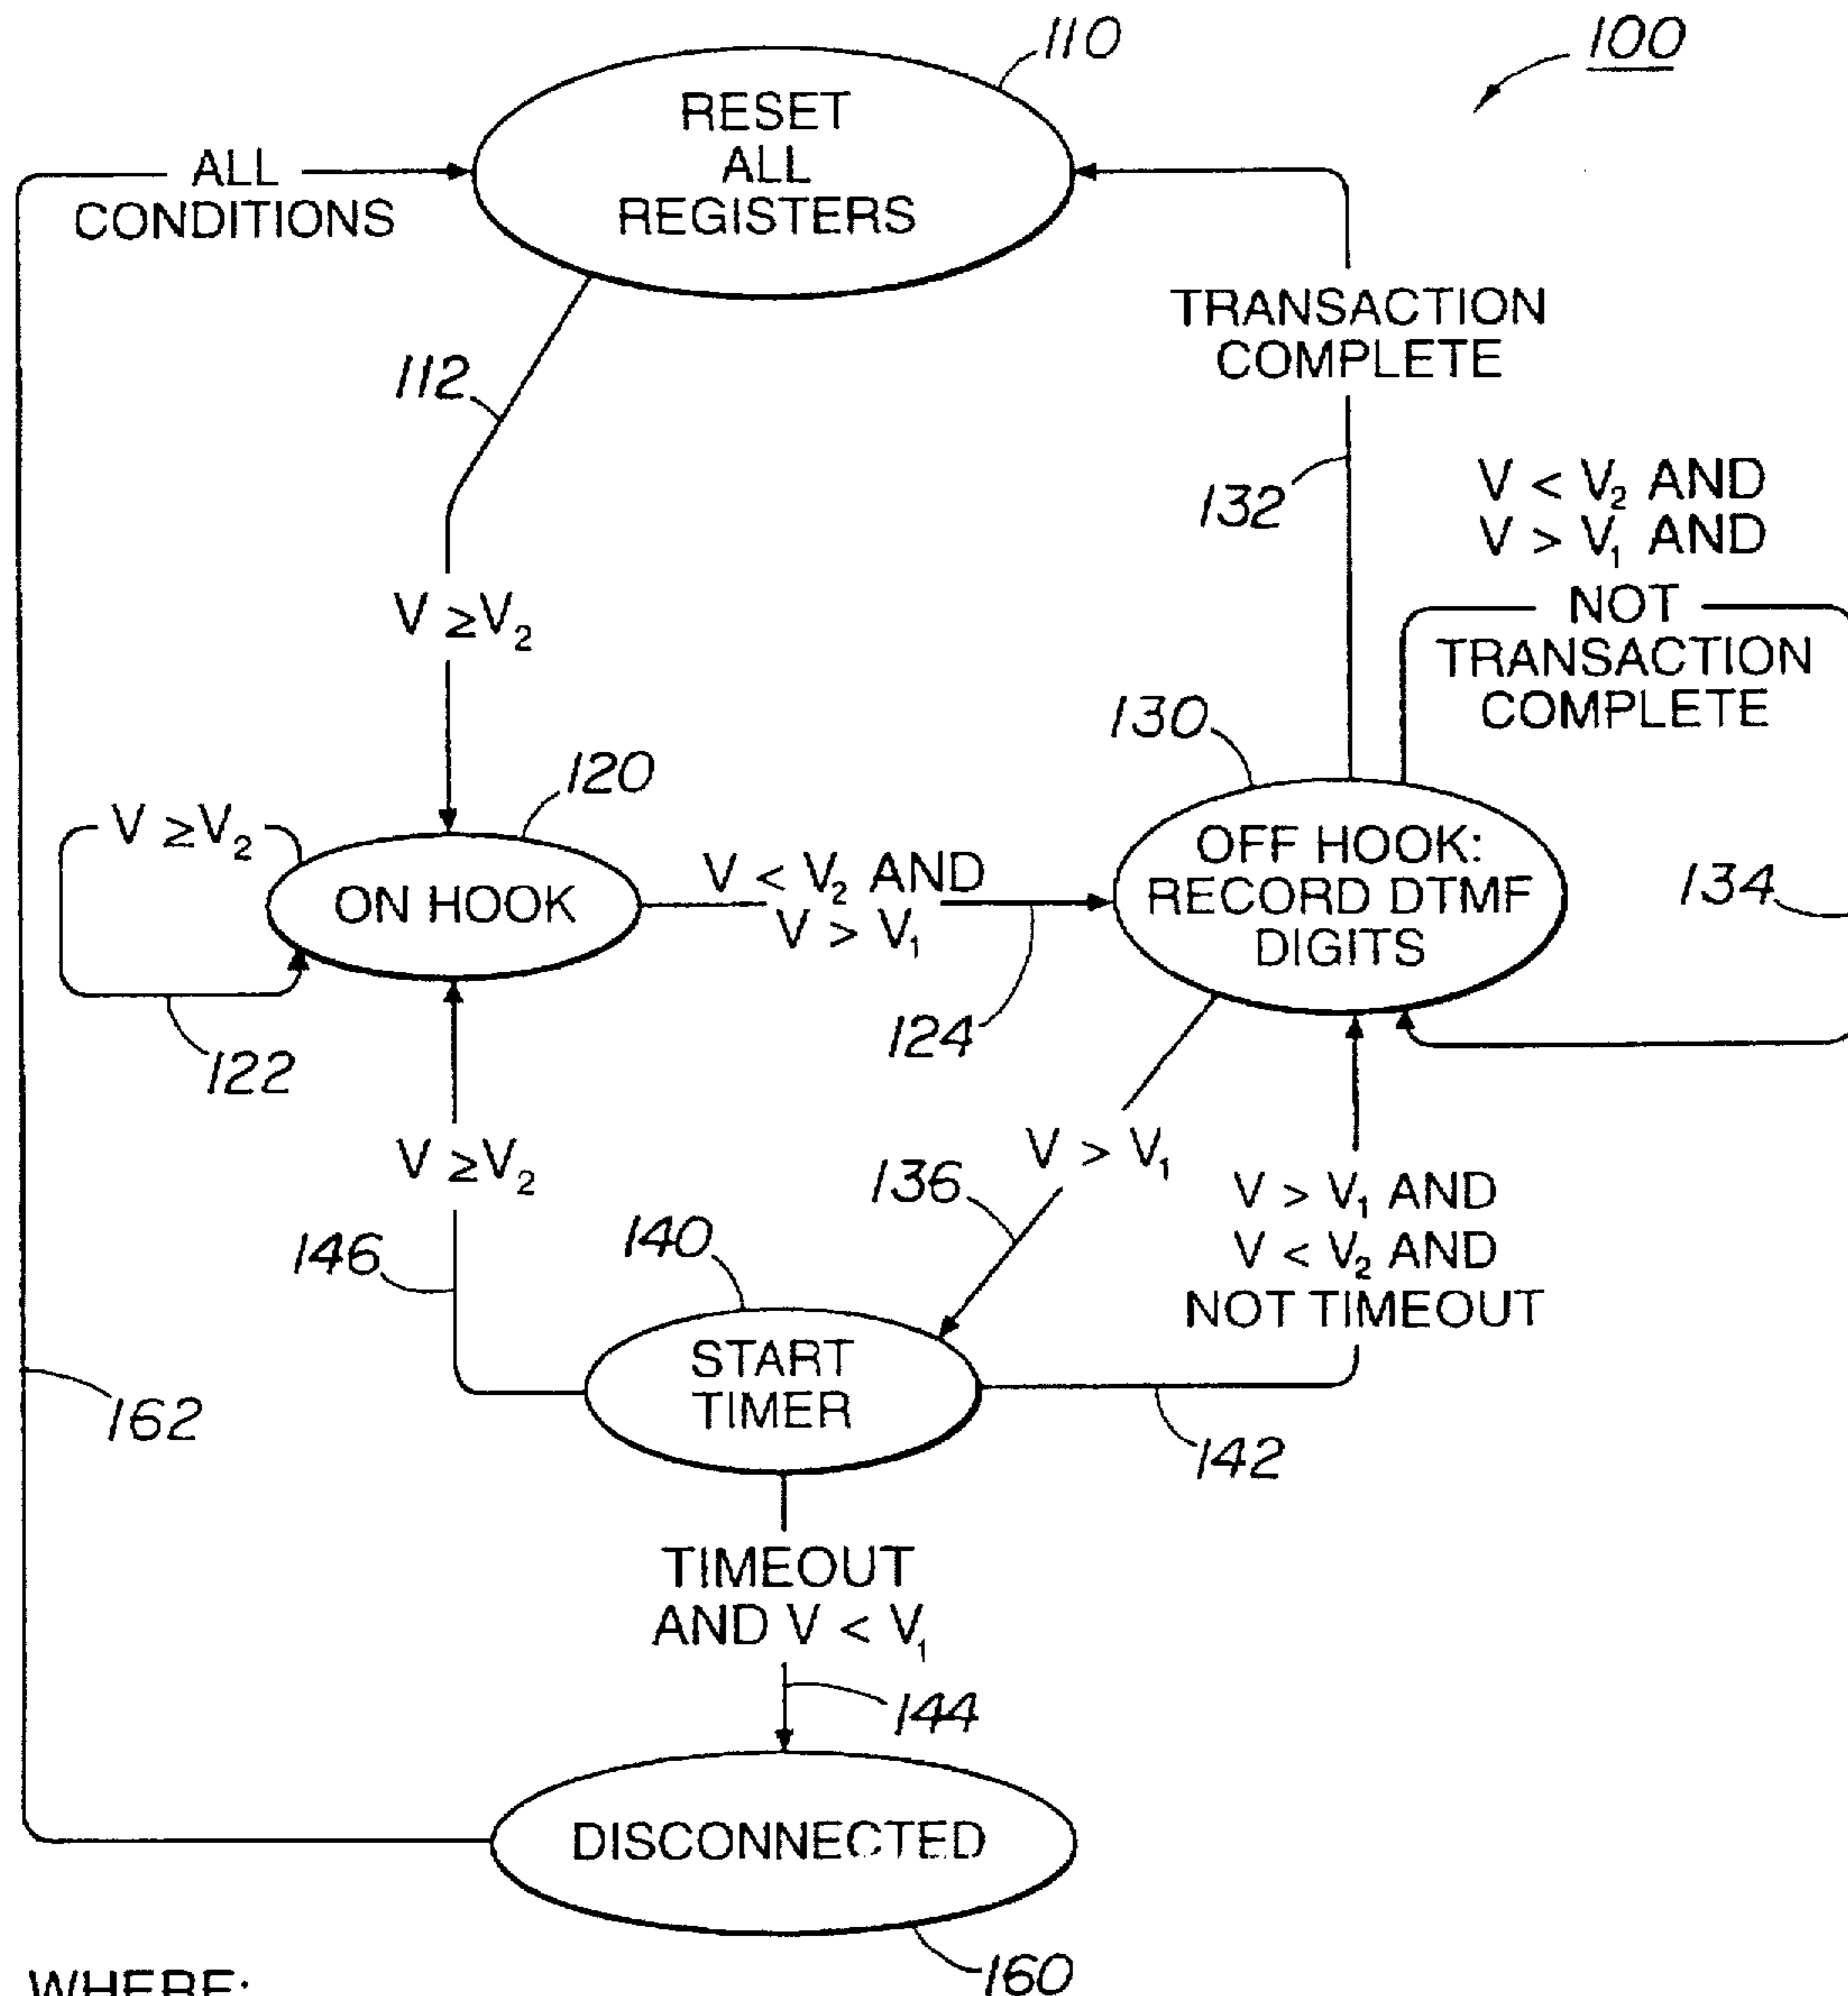 110
100
RESET
ALL
REGISTERS
ALL
CONDITIONS
TRANSACTION
COMPLETE
112
132
V < V₂ AND
V > V₁ AND
NOT
TRANSACTION
COMPLETE
V ≥V₂
130
120
V ≥V₂
ON HOOK
V < V₂ AND
V > V₁
OFF HOOK:
RECORD DTMF
DIGITS
134
124
122
V ≥V₂
V > V₁
136
V > V₁ AND
V < V₂ AND
NOT TIMEOUT
146
140
START
TIMER
162
142
TIMEOUT
AND V < V₁
144
DISCONNECTED
160
WHERE: